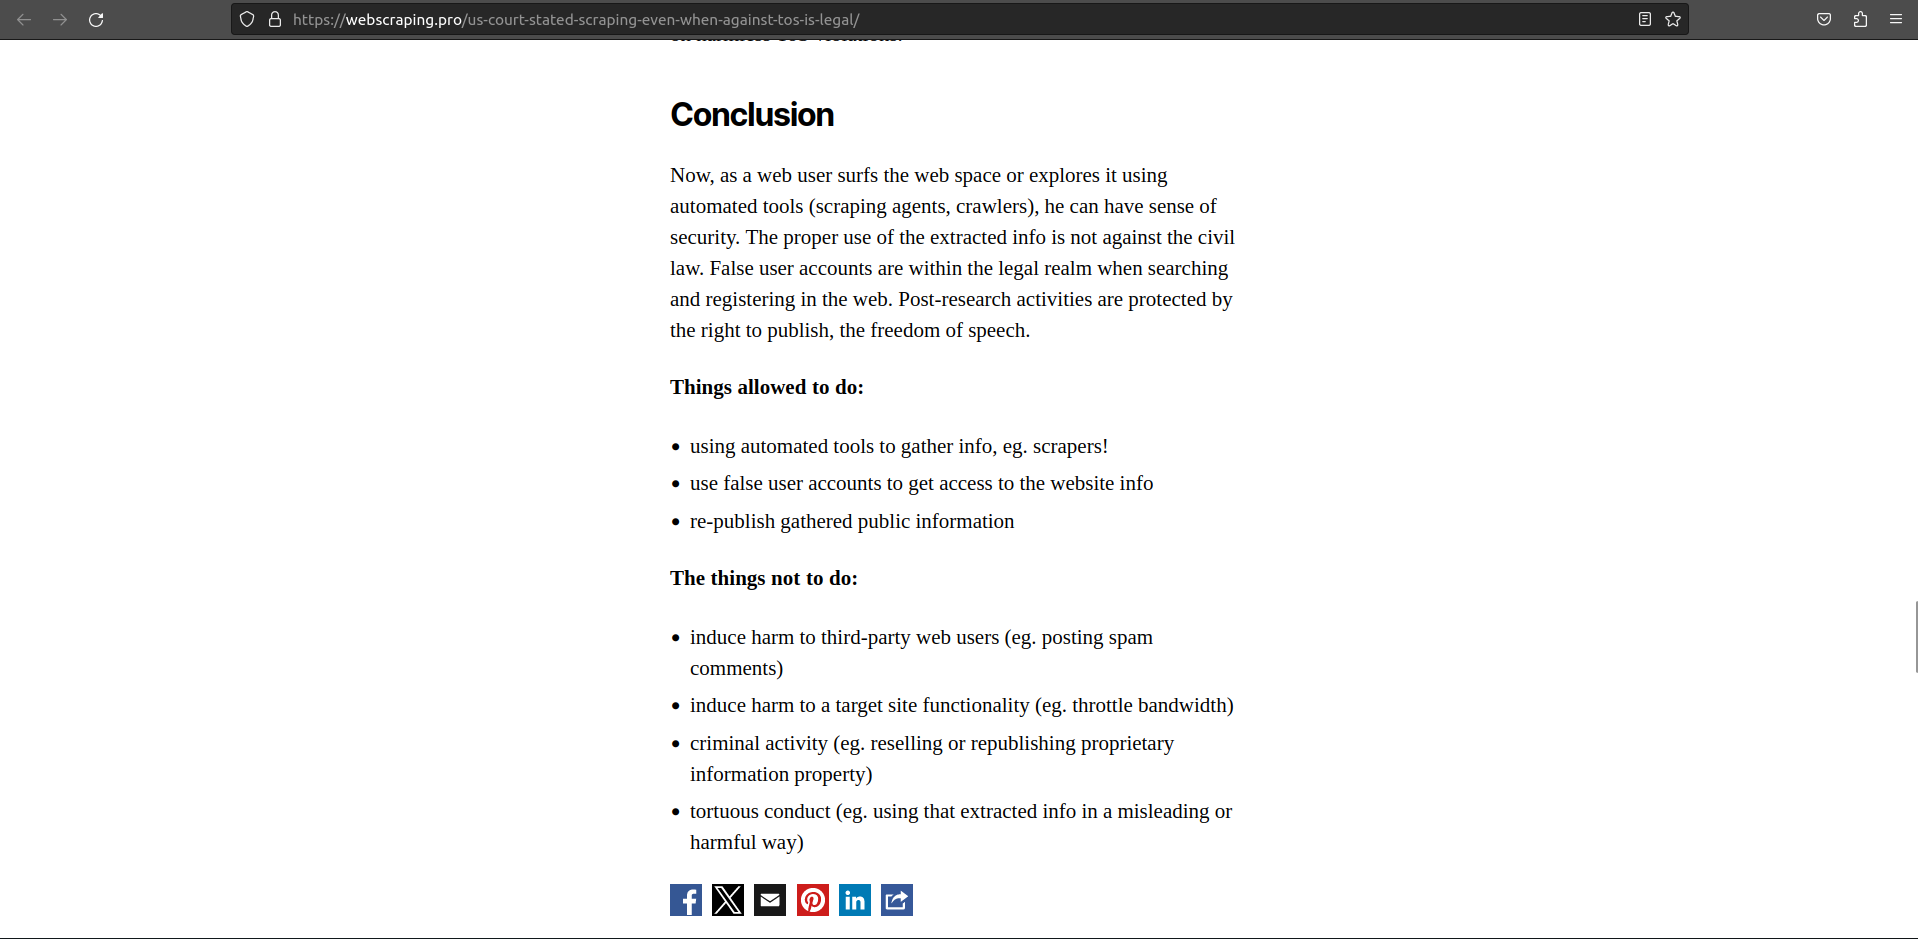 https://webscraping.pro/us-court-stated-scraping-even-when-against-tos-is-legal/
Conclusion
Now, as a web user surfs the web space or explores it using
automated tools (scraping agents, crawlers), he can have sense of
security. The proper use of the extracted info is not against the civil
law. False user accounts are within the legal realm when searching
and registering in the web. Post-research activities are protected by
the right to publish, the freedom of speech.
Things allowed to do:
• using automated tools to gather info, eg. scrapers!
• use false user accounts to get access to the website info
• re-publish gathered public information
The things not to do:
• induce harm to third-party web users (eg. posting spam
comments)
• induce harm to a target site functionality (eg. throttle bandwidth)
• criminal activity (eg. reselling or republishing proprietary
information property)
• tortuous conduct (eg. using that extracted info in a misleading or
harmful way)